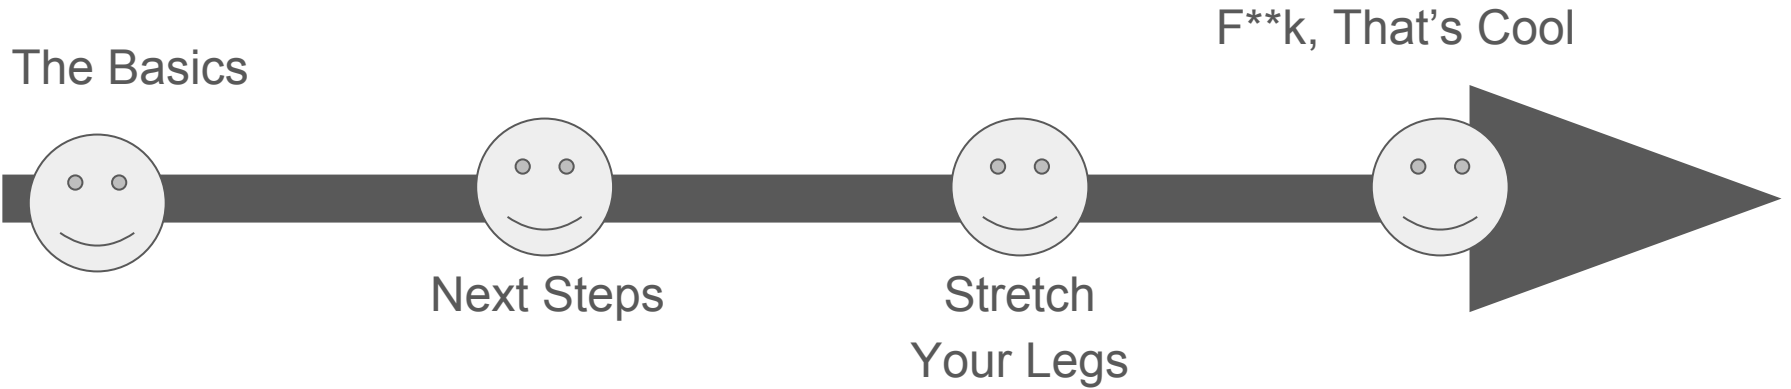 The Basics
Next Steps
Stretch
Your Legs
F**k, That’s Cool